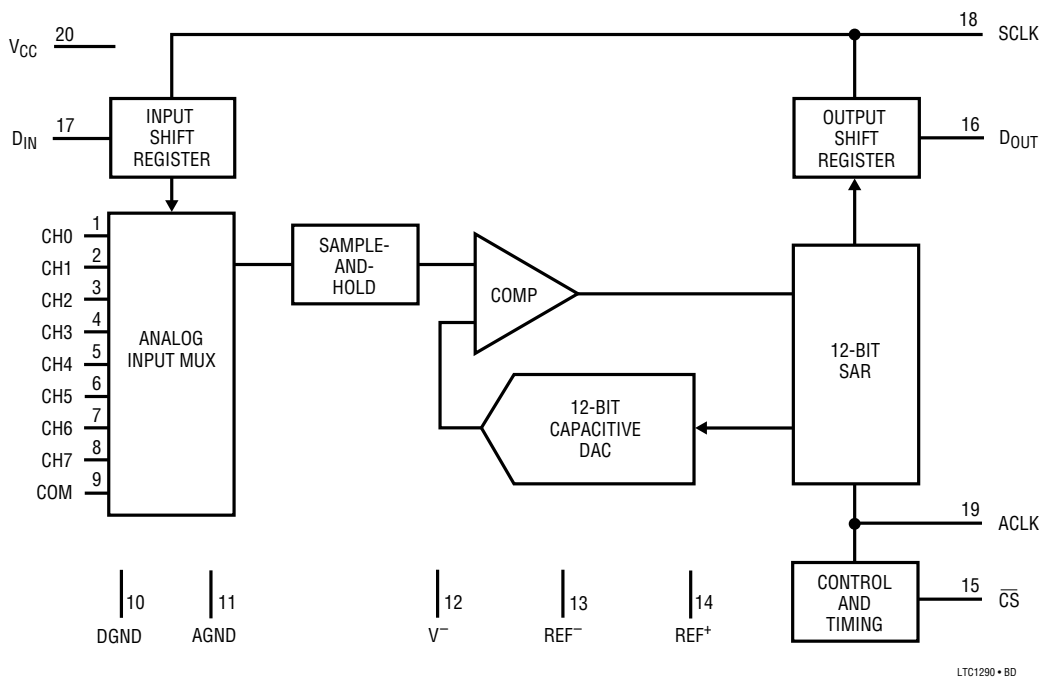 18 SCLK
VCC 20
INPUT
SHIFT
REGISTER
OUTPUT
SHIFT
REGISTER
DIN 17
16 DOUT
CH0 1
CH1 2
CH2 3
CH3 4
CH4 5
CH5 6
CH6 7
CH7 8
COM 9
ANALOG
INPUT MUX
SAMPLE-
AND-
HOLD
COMP
12-BIT
CAPACITIVE
DAC
12-BIT
SAR
19 ACLK
CONTROL
AND
TIMING
15 C̅S̅
10 11 12 13 14
DGND AGND V– REF– REF+
LTC1290 • BD